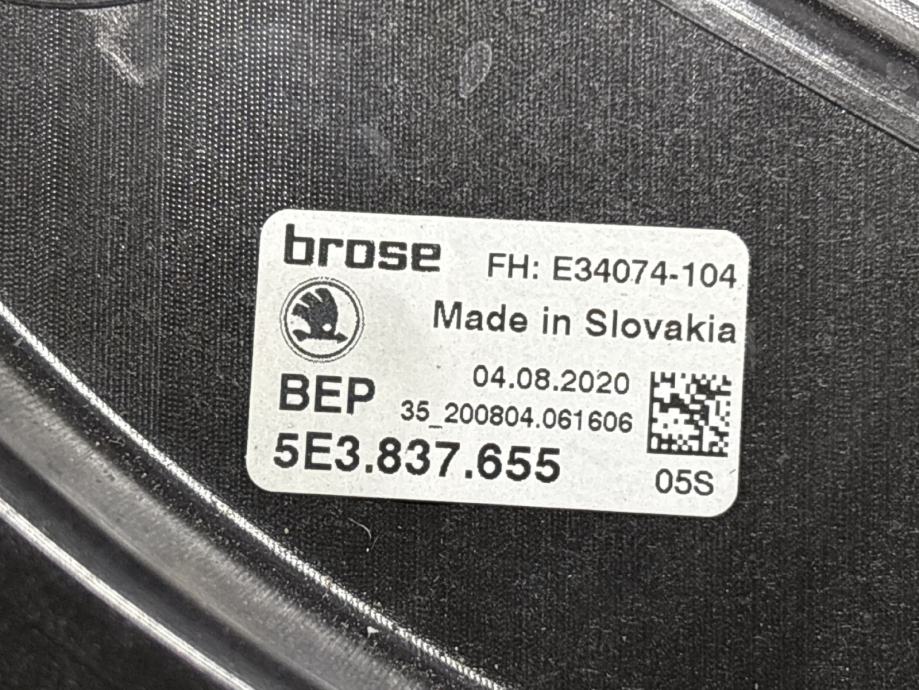 brose
FH: E34074-104
Made in Slovakia
04.08.2020
BEP
35_200804.061606
5E3.837.655
05S